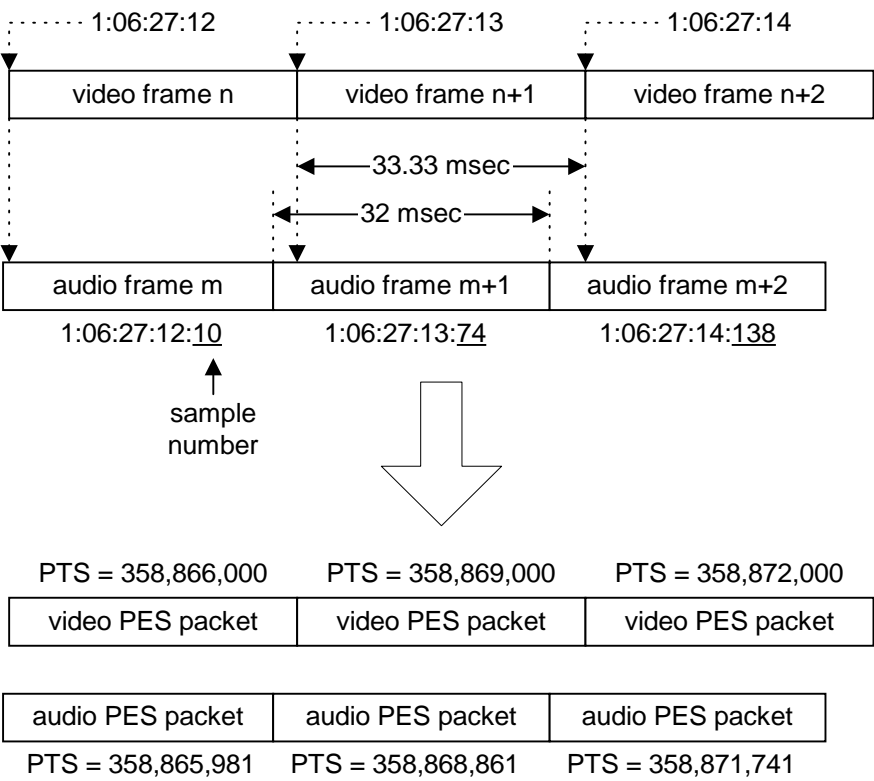 1:06:27:12 1:06:27:13 1:06:27:14
video frame n video frame n+1 video frame n+2
33.33 msec
32 msec
audio frame m audio frame m+1 audio frame m+2
1:06:27:12:10 1:06:27:13:74 1:06:27:14:138
sample
number
PTS = 358,866,000 PTS = 358,869,000 PTS = 358,872,000
video PES packet video PES packet video PES packet
audio PES packet audio PES packet audio PES packet
PTS = 358,865,981 PTS = 358,868,861 PTS = 358,871,741